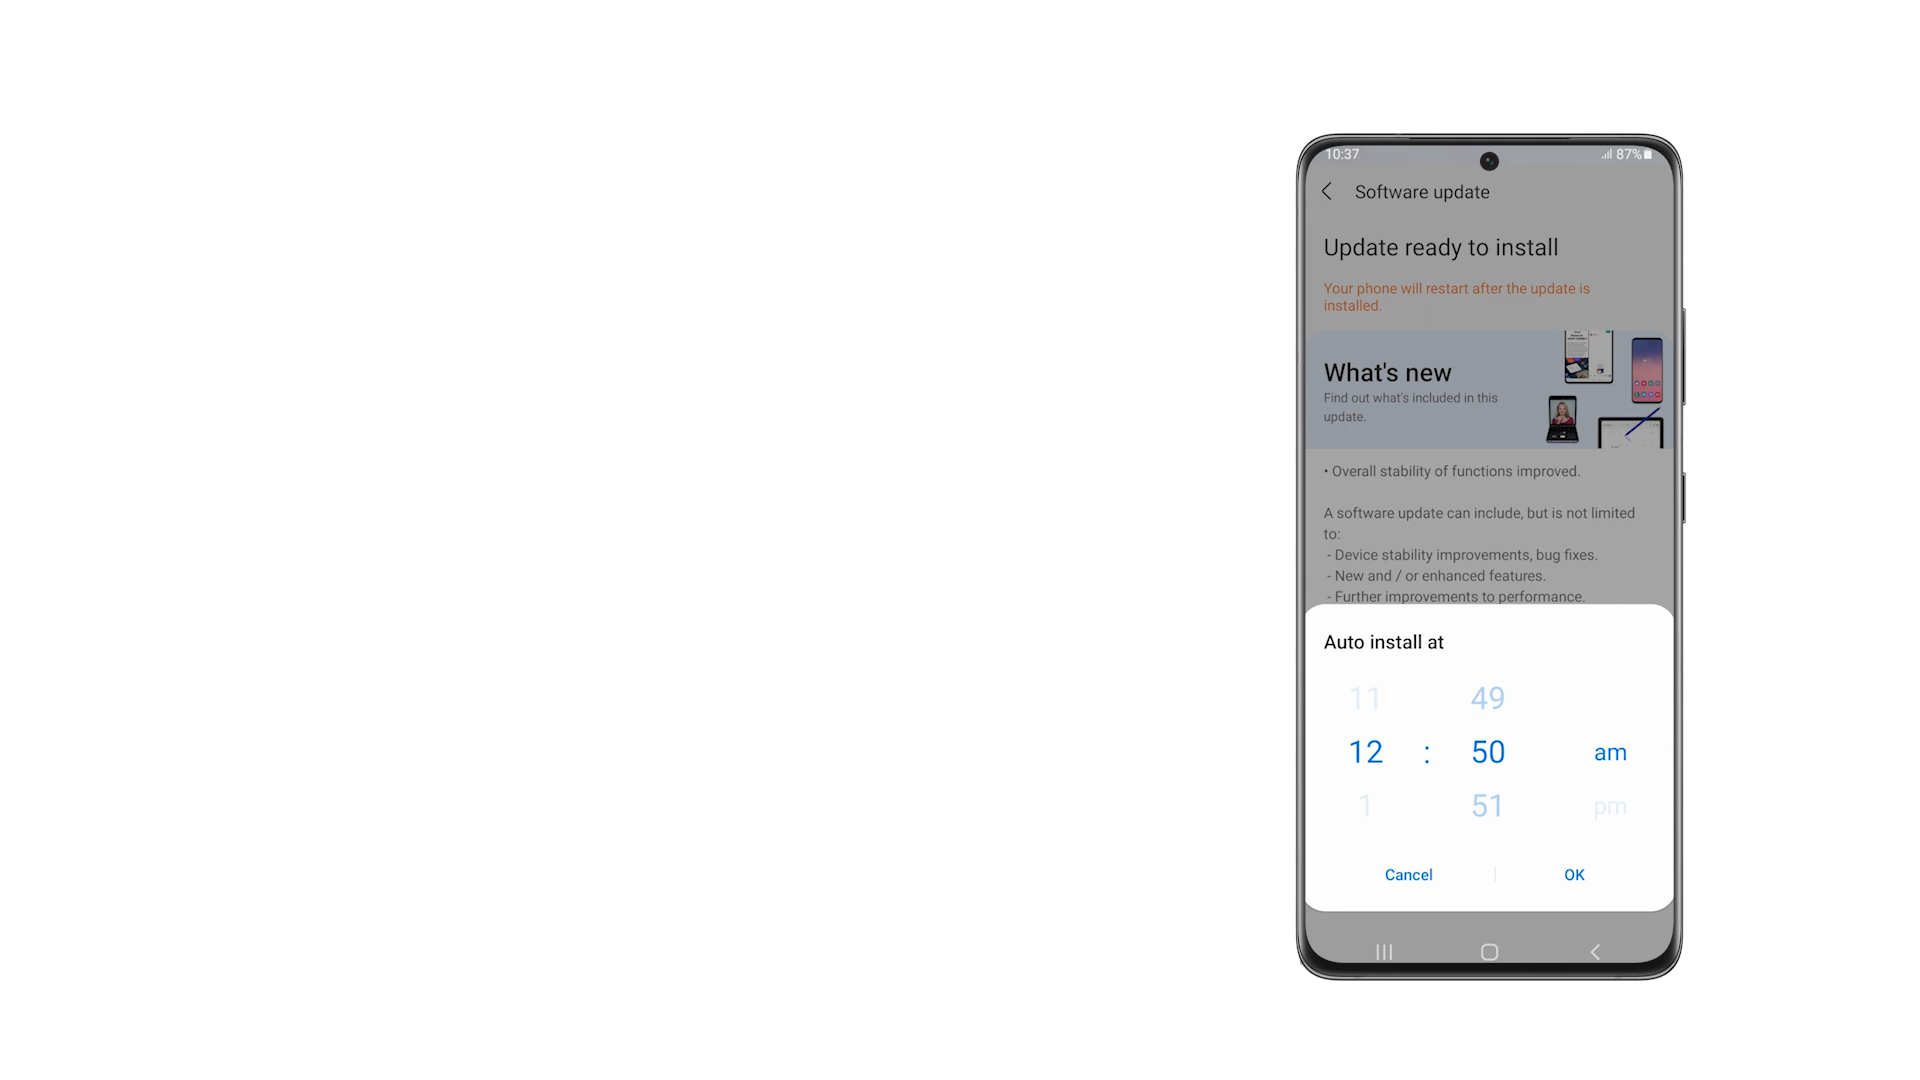 10:37
87%
Software update
Update ready to install
Your phone will restart after the update is
installed.
What's new
Find out what's included in this
update.
• Overall stability of functions improved.
A software update can include, but is not limited
to:
- Device stability improvements, bug fixes.
- New and / or enhanced features.
- Further improvements to performance.
Auto install at
11 49
12 : 50 am
1 51 pm
Cancel OK